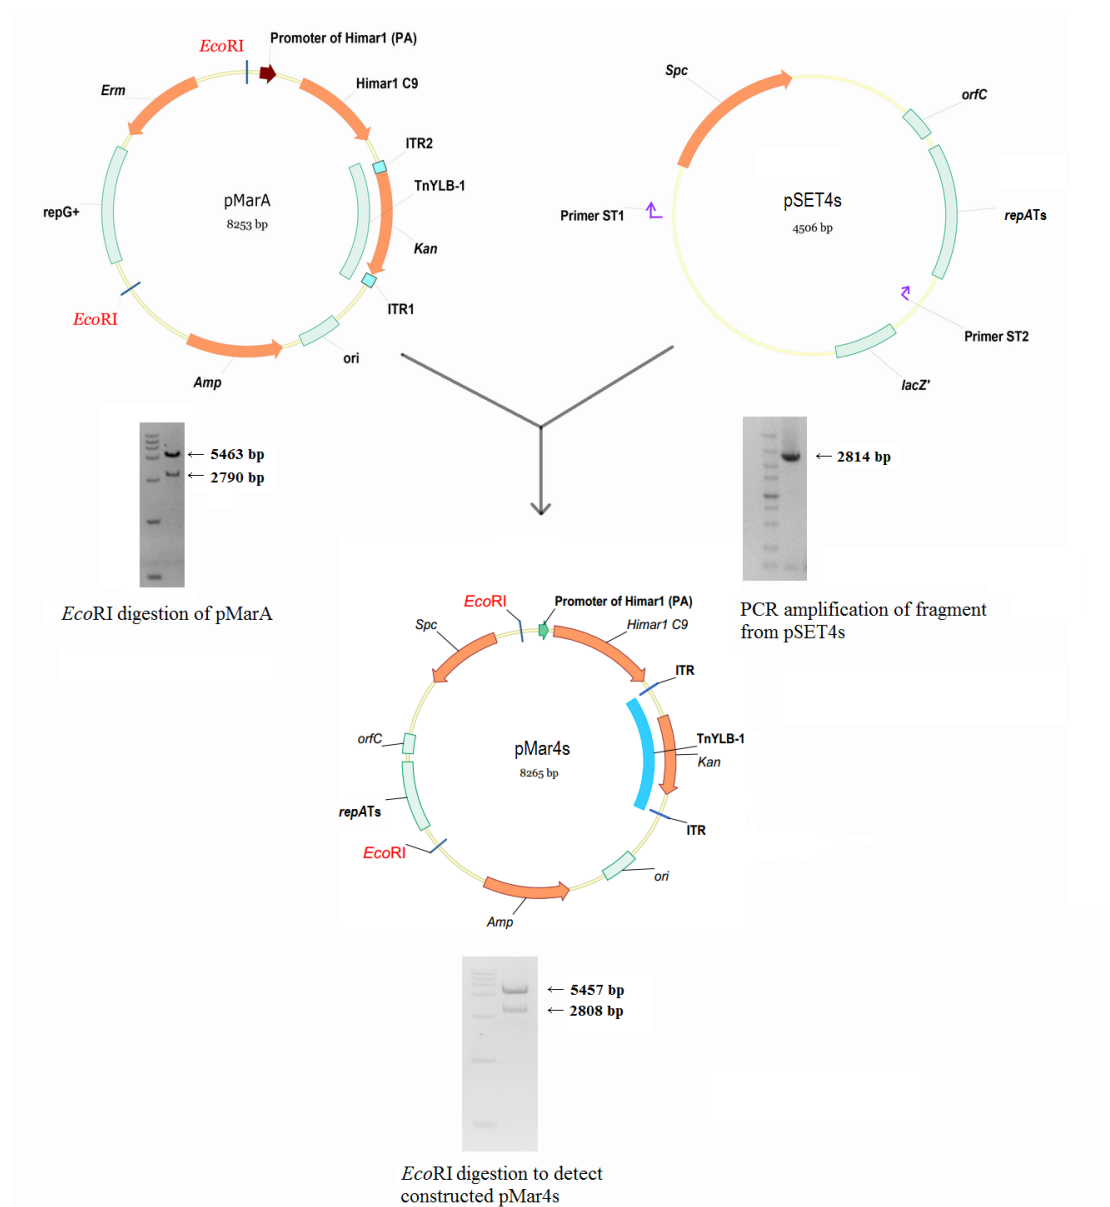 EcoRI
Promoter of Himar1 (PA)
Erm
Himar1 C9
ITR2
TnYLB-1
pMarA
8253 bp
repG+
Kan
EcoRI
ITR1
ori
Amp
Spc
orfC
pSET4s
4506 bp
Primer ST1
repATs
Primer ST2
lacZ'
← 5463 bp
← 2790 bp
← 2814 bp
EcoRI digestion of pMarA
PCR amplification of fragment
from pSET4s
EcoRI
Promoter of Himar1 (PA)
Spc
Himar1 C9
ITR
orfC
pMar4s
8265 bp
TnYLB-1
Kan
repATs
ITR
EcoRI
ori
Amp
← 5457 bp
← 2808 bp
EcoRI digestion to detect
constructed pMar4s